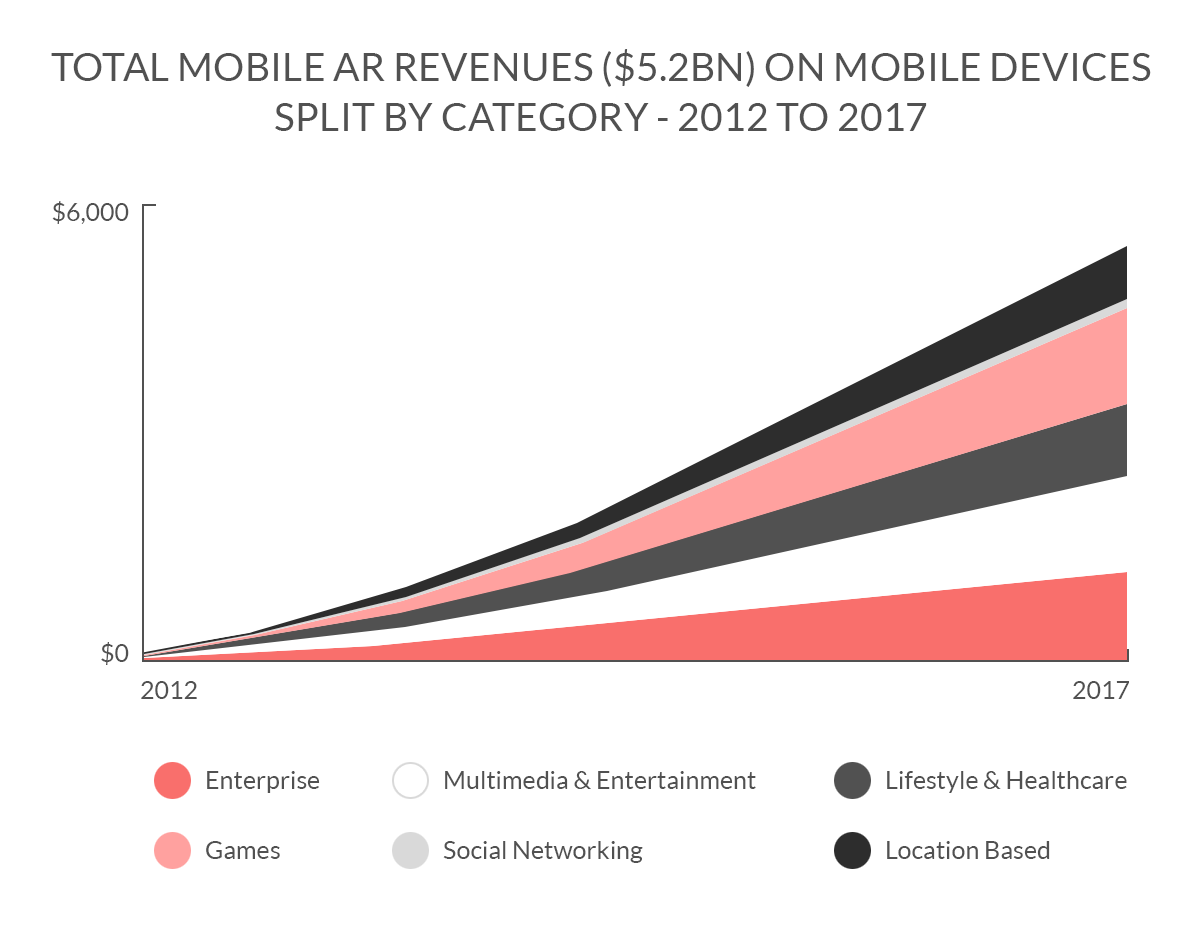 TOTAL MOBILE AR REVENUES ($5.2BN) ON MOBILE DEVICES
SPLIT BY CATEGORY - 2012 TO 2017
$6,000
$0
2012
2017
Enterprise
Multimedia & Entertainment
Lifestyle & Healthcare
Games
Social Networking
Location Based